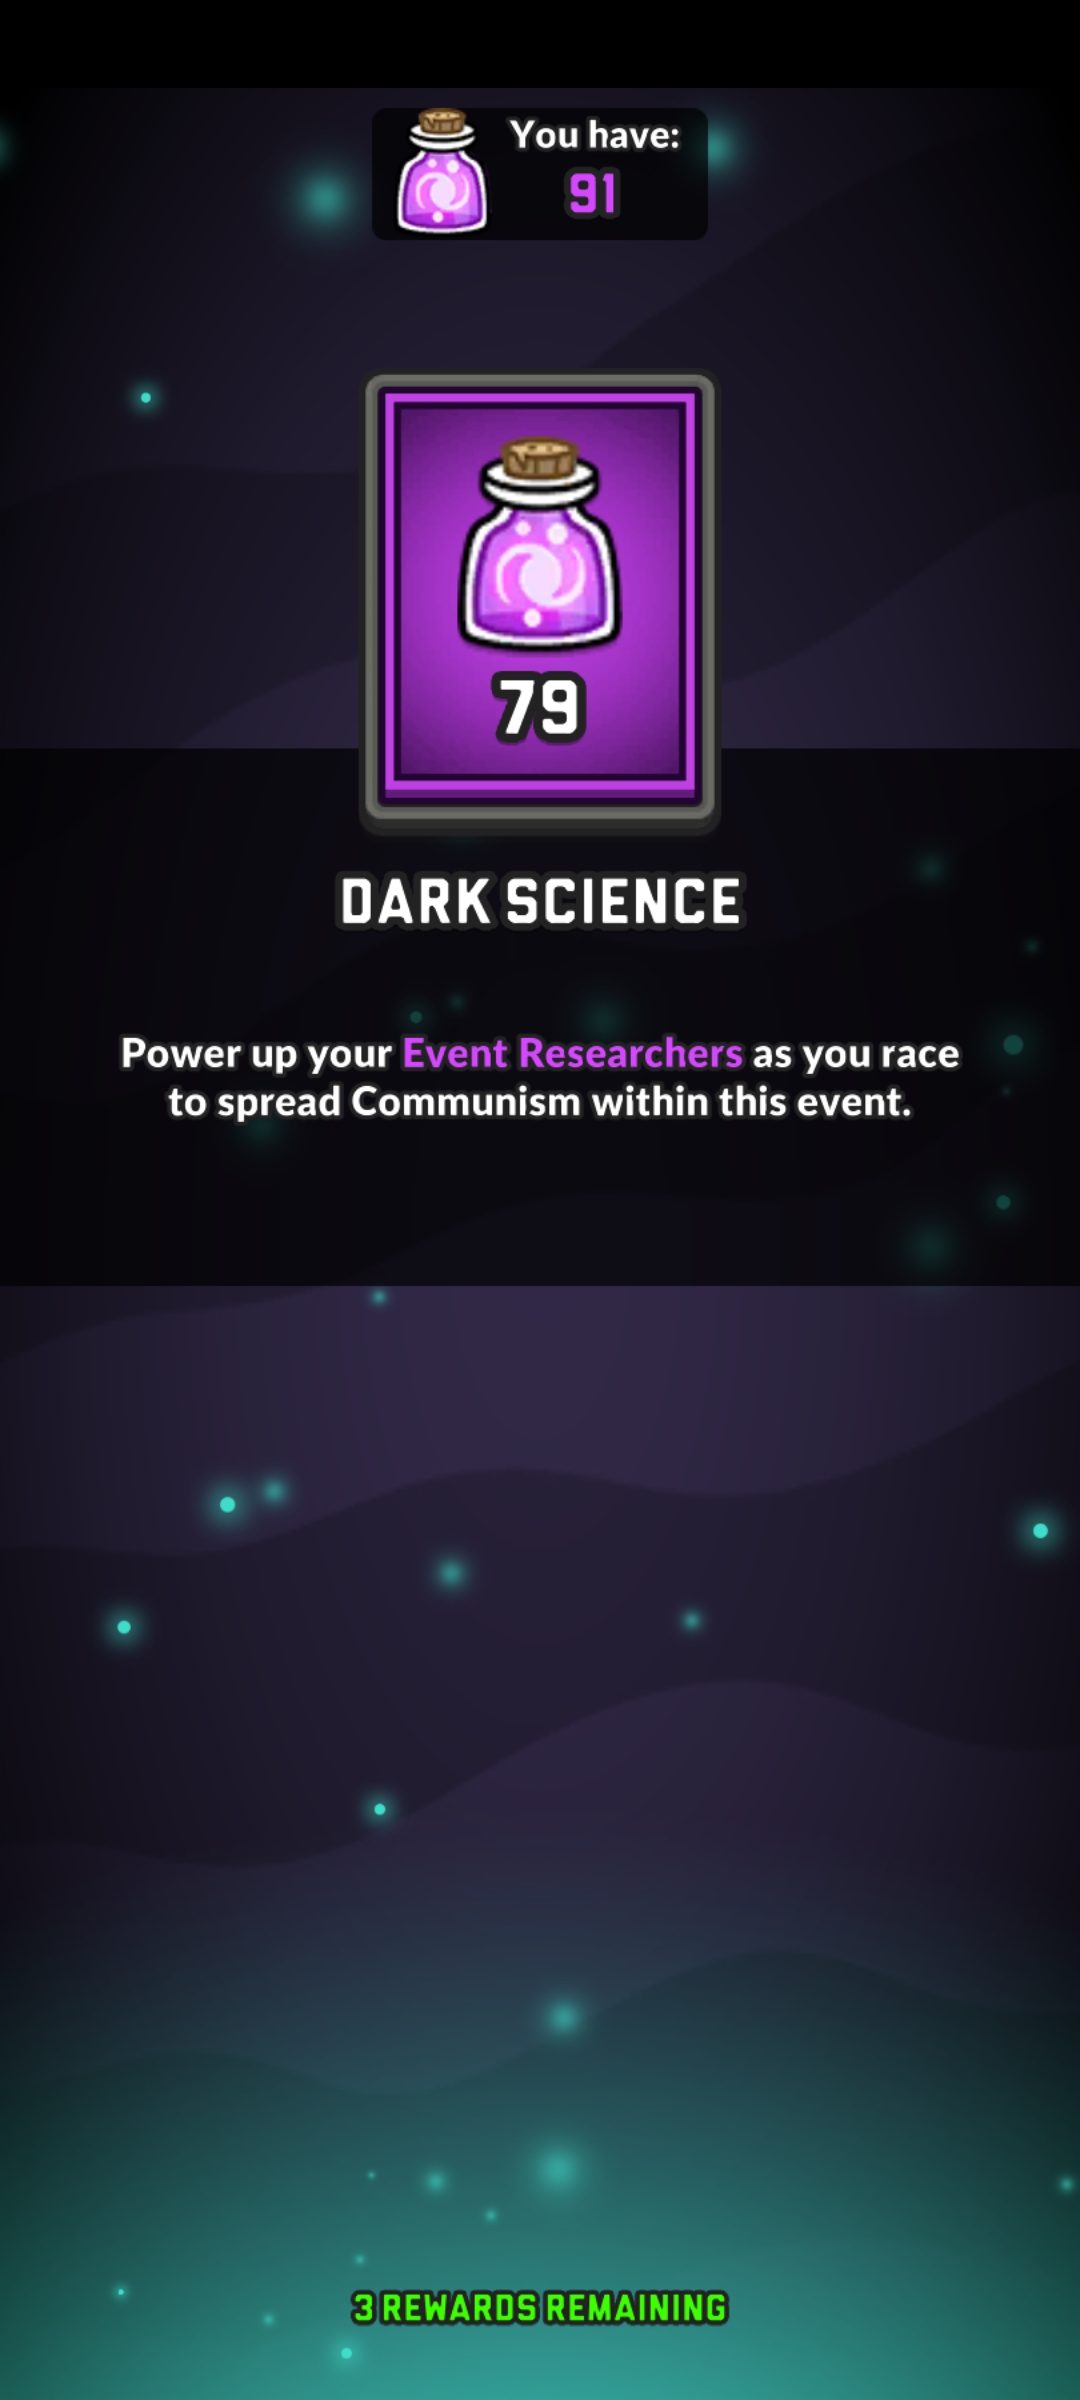 You have:
91
79
DARK SCIENCE
Power up your Event Researchers as you race
to spread Communism within this event.
3 REWARDS REMAINING